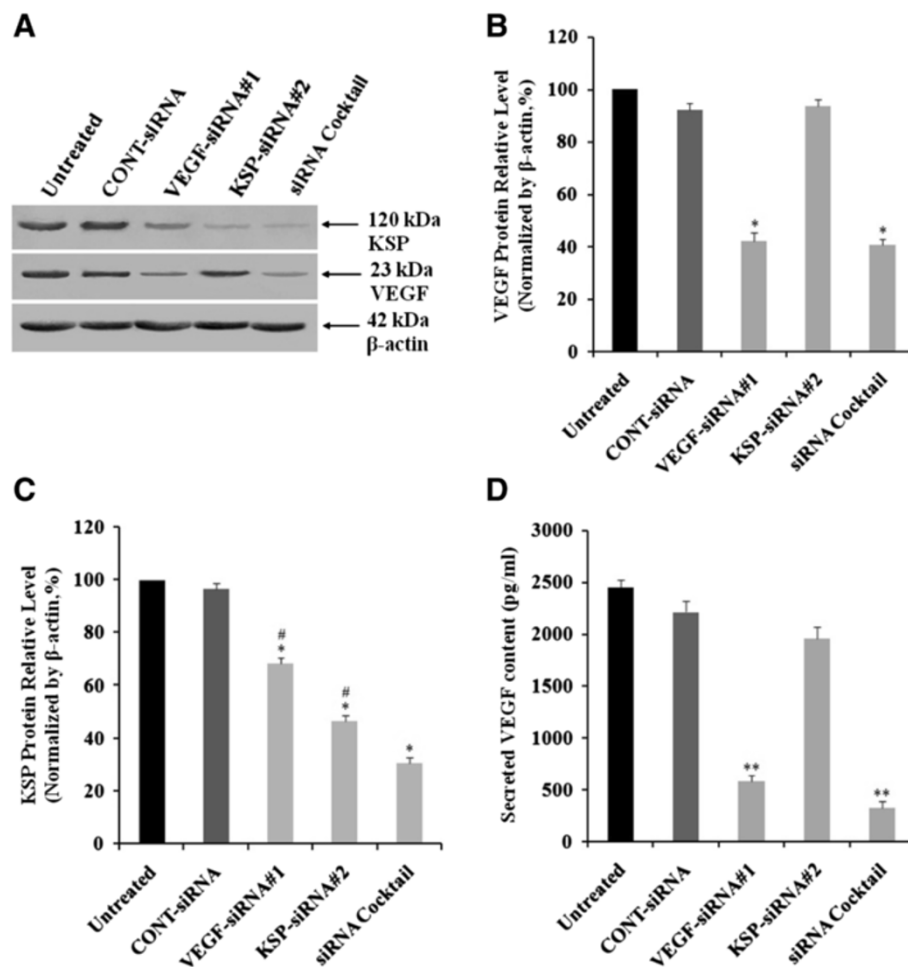 A
Untreated
CONT-siRNA
VEGF-siRNA#1
KSP-siRNA#2
siRNA Cocktail
120 kDa
KSP
23 kDa
VEGF
42 kDa
β-actin
B
VEGF Protein Relative Level
(Normalized by β-actin,%)
120
100
80
60
40
20
0
*
*
Untreated
CONT-siRNA
VEGF-siRNA#1
KSP-siRNA#2
siRNA Cocktail
C
KSP Protein Relative Level
(Normalized by β-actin,%)
120
100
80
60
40
20
0
#
*
#
*
*
Untreated
CONT-siRNA
VEGF-siRNA#1
KSP-siRNA#2
siRNA Cocktail
D
Secreted VEGF content (pg/ml)
3000
2500
2000
1500
1000
500
0
**
**
Untreated
CONT-siRNA
VEGF-siRNA#1
KSP-siRNA#2
siRNA Cocktail